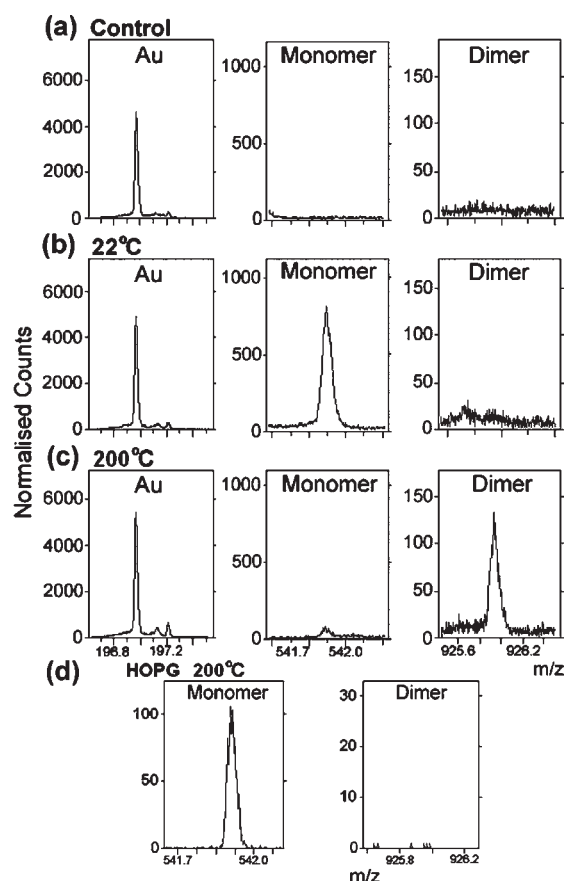 (a) Control
Au
Monomer
Dimer
6000
4000
2000
0
1000
500
0
150
100
50
0
(b) 22°C
Au
Monomer
Dimer
6000
4000
2000
0
1000
500
0
150
100
50
0
Normalised Counts
(c) 200°C
Au
Monomer
Dimer
6000
4000
2000
0
1000
500
0
150
100
50
0
196.8 197.2
541.7 542.0
925.6 926.2
m/z
(d) HOPG 200°C
Monomer
Dimer
100
50
0
30
20
10
0
541.7 542.0
925.8 926.2
m/z